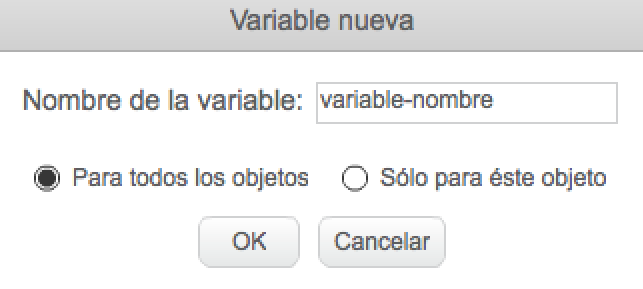 Variable nueva
Nombre de la variable: variable-nombre
Para todos los objetos Sólo para éste objeto
OK Cancelar